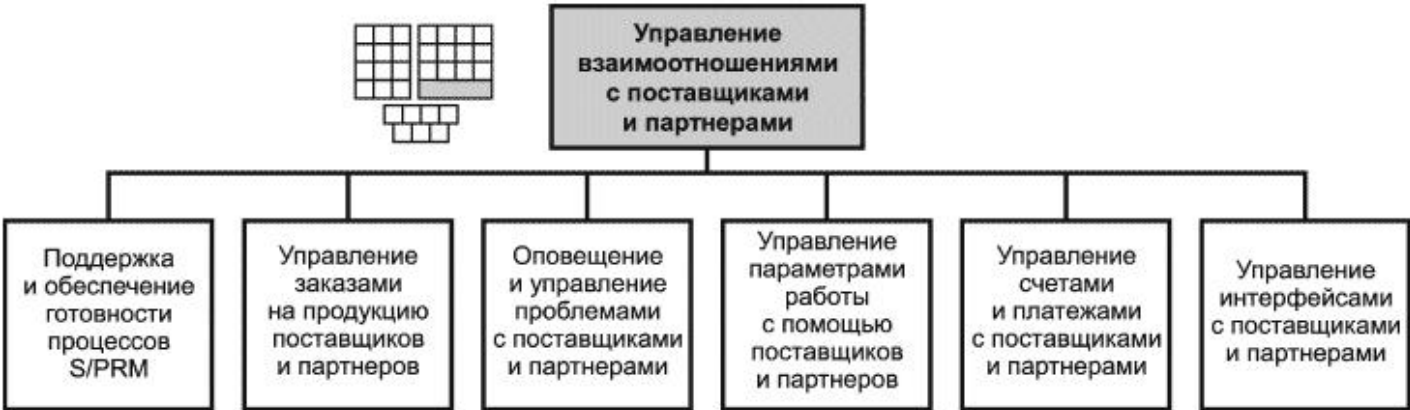 Управление
взаимоотношениями
с поставщиками
и партнерами
Поддержка
и обеспечение
готовности
процессов
S/PRM
Управление
заказами
на продукцию
поставщиков
и партнеров
Оповещение
и управление
проблемами
с поставщиками
и партнерами
Управление
параметрами
работы
с помощью
поставщиков
и партнеров
Управление
счетами
и платежами
с поставщиками
и партнерами
Управление
интерфейсами
с поставщиками
и партнерами